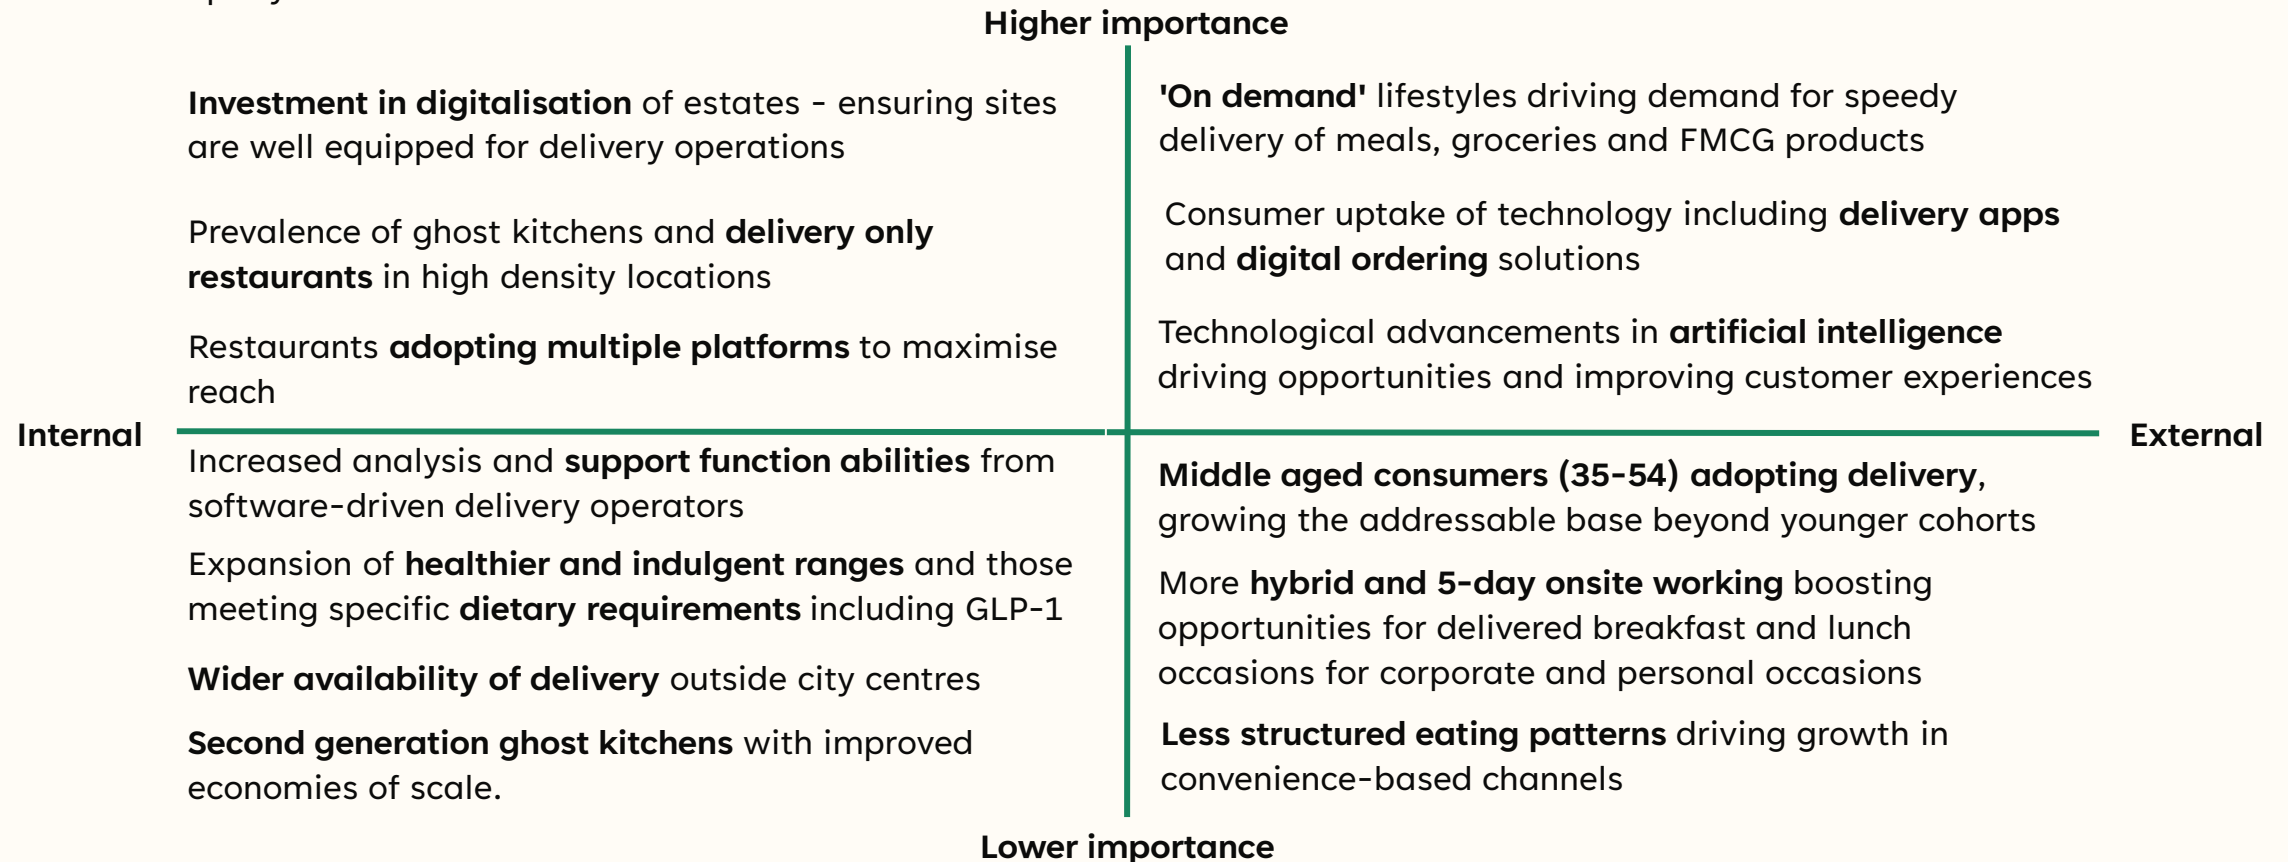 Higher importance
Investment in digitalisation of estates - ensuring sites
are well equipped for delivery operations
Prevalence of ghost kitchens and delivery only
restaurants in high density locations
Restaurants adopting multiple platforms to maximise
reach
'On demand' lifestyles driving demand for speedy
delivery of meals, groceries and FMCG products
Consumer uptake of technology including delivery apps
and digital ordering solutions
Technological advancements in artificial intelligence
driving opportunities and improving customer experiences
Internal
External
Increased analysis and support function abilities from
software-driven delivery operators
Expansion of healthier and indulgent ranges and those
meeting specific dietary requirements including GLP-1
Wider availability of delivery outside city centres
Second generation ghost kitchens with improved
economies of scale.
Middle aged consumers (35-54) adopting delivery,
growing the addressable base beyond younger cohorts
More hybrid and 5-day onsite working boosting
opportunities for delivered breakfast and lunch
occasions for corporate and personal occasions
Less structured eating patterns driving growth in
convenience-based channels
Lower importance